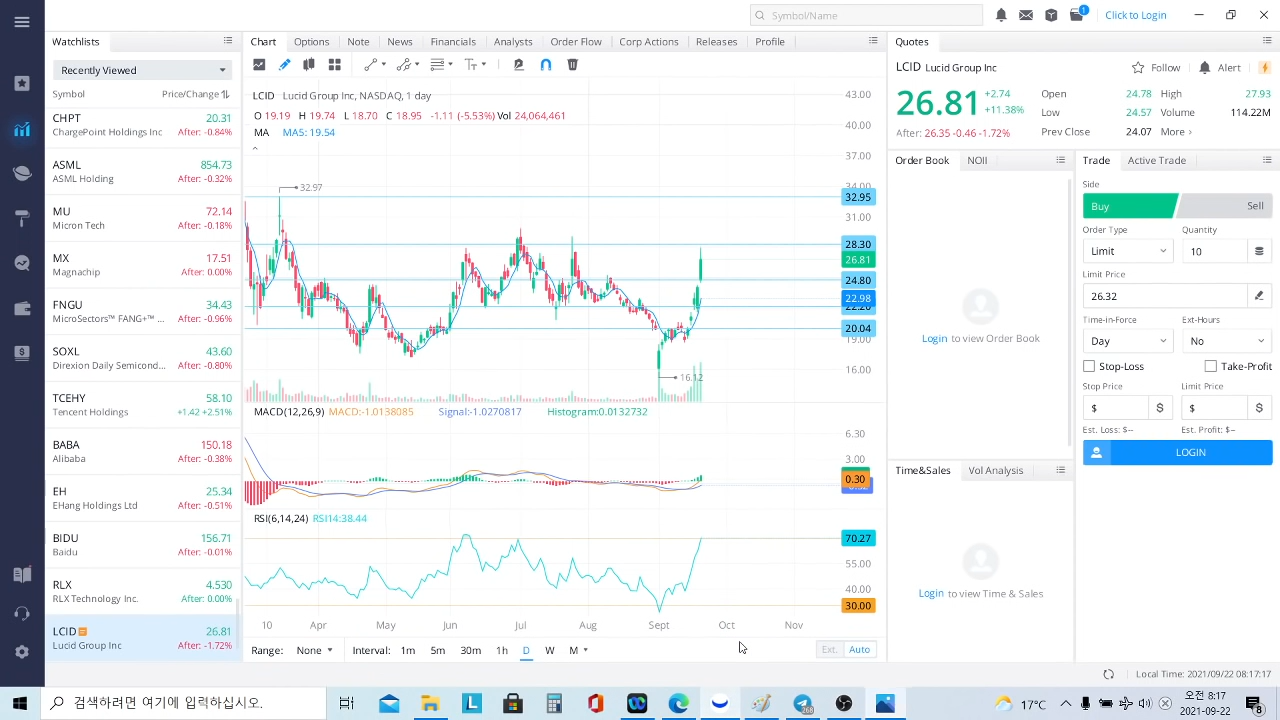 Symbol/Name
1
Click to Login
Watchlists
Recently Viewed
Symbol
Price/Change
CHPT 20.31
ChargePoint Holdings Inc After: -0.84%
ASML 854.73
ASML Holding After: -0.32%
MU 72.14
Micron Tech After: -0.18%
MX 17.51
Magnachip After: 0.00%
FNGU 34.43
MicroSectors™ FANG+™ ... After: -0.96%
SOXL 43.60
Direxion Daily Semicond... After: -0.80%
TCEHY 58.10
Tencent Holdings +1.42 +2.51%
BABA 150.18
Alibaba After: -0.38%
EH 25.34
EHang Holdings Ltd After: -0.51%
BIDU 156.71
Baidu After: -0.01%
RLX 4.530
RLX Technology Inc. After: 0.00%
LCID 26.81
Lucid Group Inc After: -1.72%
Chart Options Note News Financials Analysts Order Flow Corp Actions Releases Profile
LCID Lucid Group Inc, NASDAQ, 1 day
O 19.19 H 19.74 L 18.70 C 18.95 -1.11 (-5.53%) Vol 24,064,461
MA MA5: 19.54
43.00
40.00
37.00
34.00
32.97
32.95
31.00
28.30
26.81
24.80
22.98
22.20
20.04
19.00
16.00
16.12
MACD(12,26,9) MACD:-1.0138085 Signal:-1.0270817 Histogram:0.0132732
6.30
3.00
0.30
RSI(6,14,24) RSI14:38.44
70.27
55.00
40.00
30.00
10 Apr May Jun Jul Aug Sept Oct Nov
Range: None Interval: 1m 5m 30m 1h D W M Ext. Auto
Quotes
LCID Lucid Group Inc Follow Alert
26.81 +2.74
+11.38%
After: 26.35 -0.46 -1.72%
Open 24.78 High 27.93
Low 24.57 Volume 114.22M
Prev Close 24.07 More
Order Book NOII
Login to view Order Book
Time&Sales Vol Analysis
Login to view Time & Sales
Trade Active Trade
Side
Buy Sell
Order Type Quantity
Limit 10
Limit Price
26.32
Time-in-Force Ext-Hours
Day No
Stop-Loss Take-Profit
Stop Price Limit Price
$ $ $ $
Est. Loss: $-- Est. Profit: $--
LOGIN
Local Time: 2021/09/22 08:17:17
검색하려면 여기에 입력하십시오.
268
17°C
오전 8:17
2021-09-22
8